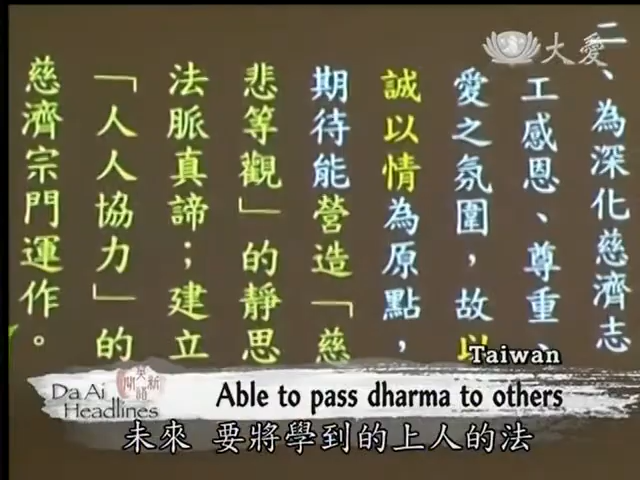 二、為深化慈濟志
工感恩、尊重、
愛之氛圍，故以
誠以情為原點，
期待能營造「慈
悲等觀」的靜思
法脈真諦；建立
「人人協力」的
慈濟宗門運作。
大愛
Taiwan
Da Ai
Headlines
Able to pass dharma to others
未來 要將學到的上人的法